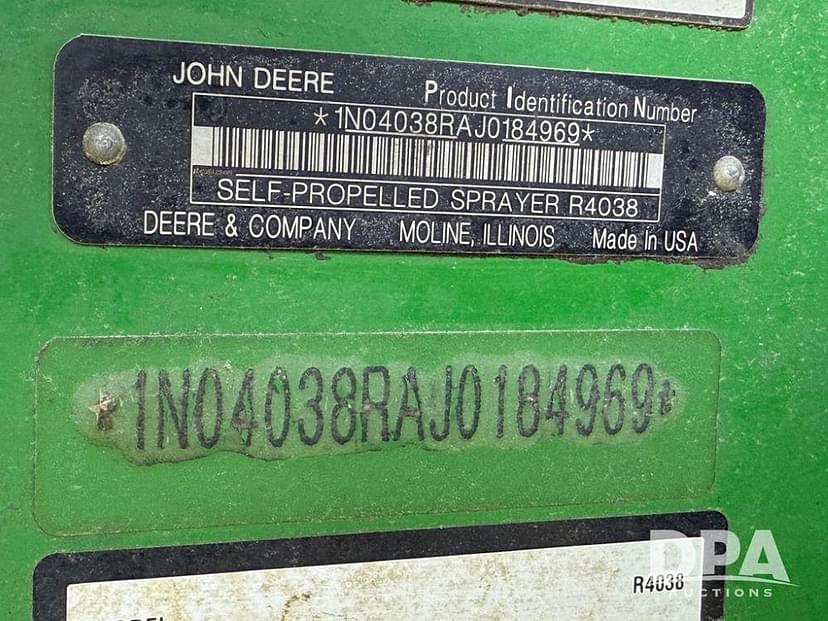 JOHN DEERE
Product Identification Number
*1N04038RAJ0184969*
SELF-PROPELLED SPRAYER R4038
DEERE & COMPANY MOLINE, ILLINOIS Made In USA
*1N04038RAJ0184969*
R4038
DPA
AUCTIONS